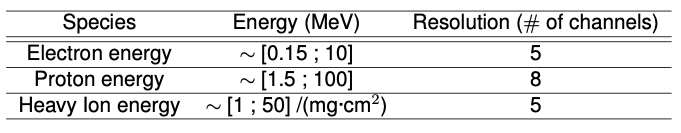 Species Energy (MeV) Resolution (# of channels)
Electron energy ∼ [0.15 ; 10] 5
Proton energy ∼ [1.5 ; 100] 8
Heavy Ion energy ∼ [1 ; 50] /(mg·cm²) 5